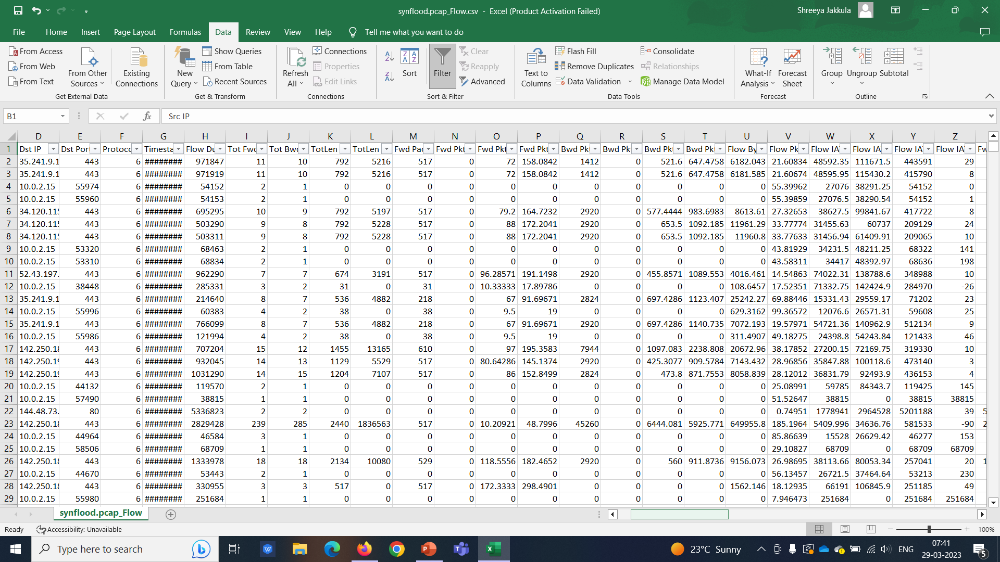 synflood.pcap_Flow.csv - Excel (Product Activation Failed)
Shreeya Jakkula
File Home Insert Page Layout Formulas Data Review View Help Tell me what you want to do
From Access
From Web
From Text
From Other Sources
Existing Connections
Get External Data
New Query
Show Queries
From Table
Recent Sources
Get & Transform
Refresh All
Connections
Properties
Edit Links
Connections
Sort
Filter
Clear
Reapply
Advanced
Sort & Filter
Text to Columns
Flash Fill
Remove Duplicates
Data Validation
Consolidate
Relationships
Manage Data Model
Data Tools
What-If Analysis
Forecast Sheet
Forecast
Group
Ungroup
Subtotal
Outline
B1 fx Src IP
D E F G H I J K L M N O P Q R S T U V W X Y Z
1 Dst IP Dst Port Protoco Timesta Flow Du Tot Fwd Tot Bwd TotLen TotLen Fwd Pac Fwd Pkt Fwd Pkt Fwd Pkt Bwd Pk Bwd Pk Bwd Pk Bwd Pk Flow By Flow Pk Flow IA Flow IA Flow IA Flow IA Fw
2 35.241.9.1 443 6 ######## 971847 11 10 792 5216 517 0 72 158.0842 1412 0 521.6 647.4758 6182.043 21.60834 48592.35 111671.5 443591 29
3 35.241.9.1 443 6 ######## 971919 11 10 792 5216 517 0 72 158.0842 1412 0 521.6 647.4758 6181.585 21.60674 48595.95 115430.2 415790 8
4 10.0.2.15 55974 6 ######## 54152 2 1 0 0 0 0 0 0 0 0 0 0 0 55.39962 27076 38291.25 54152 0
5 10.0.2.15 55960 6 ######## 54153 2 1 0 0 0 0 0 0 0 0 0 0 0 55.39859 27076.5 38290.54 54152 1
6 34.120.115 443 6 ######## 695295 10 9 792 5197 517 0 79.2 164.7232 2920 0 577.4444 983.6983 8613.61 27.32653 38627.5 99841.67 417722 8
7 34.120.115 443 6 ######## 503290 9 8 792 5228 517 0 88 172.2041 2920 0 653.5 1092.185 11961.29 33.77774 31455.63 60737 209129 24
8 34.120.115 443 6 ######## 503311 9 8 792 5228 517 0 88 172.2041 2920 0 653.5 1092.185 11960.8 33.77633 31456.94 61409.91 209065 10
9 10.0.2.15 53320 6 ######## 68463 2 1 0 0 0 0 0 0 0 0 0 0 0 43.81929 34231.5 48211.25 68322 141
10 10.0.2.15 53310 6 ######## 68834 2 1 0 0 0 0 0 0 0 0 0 0 0 43.58311 34417 48392.97 68636 198
11 52.43.197. 443 6 ######## 962290 7 7 674 3191 517 0 96.28571 191.1498 2920 0 455.8571 1089.553 4016.461 14.54863 74022.31 138788.6 348988 10
12 10.0.2.15 38448 6 ######## 285331 3 2 31 0 31 0 10.33333 17.89786 0 0 0 0 108.6457 17.52351 71332.75 142424.9 284970 -26
13 35.241.9.1 443 6 ######## 214640 8 7 536 4882 218 0 67 91.69671 2824 0 697.4286 1123.407 25242.27 69.88446 15331.43 29559.17 71202 23
14 10.0.2.15 55996 6 ######## 60383 4 2 38 0 38 0 9.5 19 0 0 0 0 629.3162 99.36572 12076.6 26571.31 59608 25
15 35.241.9.1 443 6 ######## 766099 8 7 536 4882 218 0 67 91.69671 2920 0 697.4286 1140.735 7072.193 19.57971 54721.36 140962.9 512134 9
16 10.0.2.15 55986 6 ######## 121994 4 2 38 0 38 0 9.5 19 0 0 0 0 311.4907 49.18275 24398.8 54243.84 121433 46
17 142.250.18 443 6 ######## 707204 15 12 1455 13165 610 0 97 195.3583 7944 0 1097.083 2238.808 20672.96 38.17852 27200.15 72169.75 319330 10
18 142.250.19 443 6 ######## 932045 14 13 1129 5529 517 0 80.64286 145.1374 2920 0 425.3077 909.5784 7143.432 28.96856 35847.88 100118.6 473140 3
19 142.250.19 443 6 ######## 1031290 14 15 1204 7107 517 0 86 152.8499 2824 0 473.8 871.7553 8058.839 28.12012 36831.79 92493.9 436153 4
20 10.0.2.15 44132 6 ######## 119570 2 1 0 0 0 0 0 0 0 0 0 0 0 25.08991 59785 84343.7 119425 145
21 10.0.2.15 57490 6 ######## 38815 1 1 0 0 0 0 0 0 0 0 0 0 0 51.52647 38815 0 38815 38815
22 144.48.73. 80 6 ######## 5336823 2 2 0 0 0 0 0 0 0 0 0 0 0 0.74951 1778941 2964528 5201188 39 5
23 142.250.18 443 6 ######## 2829428 239 285 2440 1836563 517 0 10.20921 48.7996 45260 0 6444.081 5925.771 649955.8 185.1964 5409.996 34636.76 581533 -90 2
24 10.0.2.15 44964 6 ######## 46584 3 1 0 0 0 0 0 0 0 0 0 0 0 85.86639 15528 26629.42 46277 153
25 10.0.2.15 58506 6 ######## 68709 1 1 0 0 0 0 0 0 0 0 0 0 0 29.10827 68709 0 68709 68709
26 142.250.18 443 6 ######## 1333978 18 18 2134 10080 529 0 118.5556 182.4652 2920 0 560 911.8736 9156.073 26.98695 38113.66 80053.34 257041 20 1
27 10.0.2.15 44670 6 ######## 53443 2 1 0 0 0 0 0 0 0 0 0 0 0 56.13457 26721.5 37464.64 53213 230
28 142.250.18 443 6 ######## 330955 3 3 517 0 517 0 172.3333 298.4901 0 0 0 0 1562.146 18.12935 66191 106845.9 251185 49
29 10.0.2.15 55980 6 ######## 251684 1 1 0 0 0 0 0 0 0 0 0 0 0 7.946473 251684 0 251684 251684
synflood.pcap_Flow
Ready Accessibility: Unavailable 100%
Type here to search 23°C Sunny ENG 07:41
29-03-2023 5